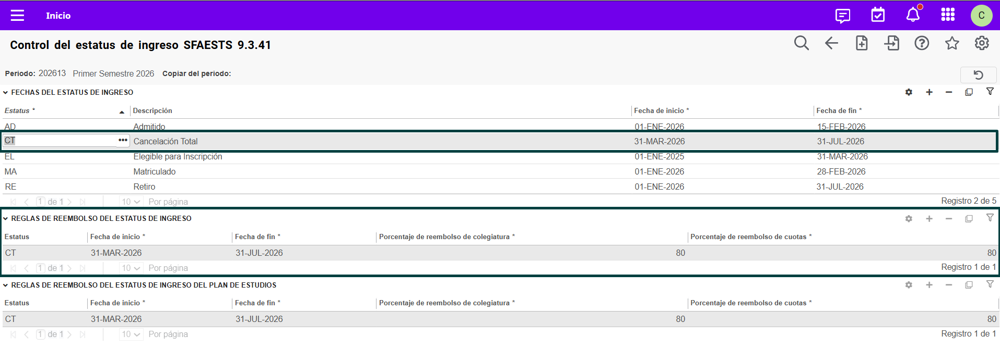 Inicio
C
Control del estatus de ingreso SFAESTS 9.3.41
Periodo: 202613 Primer Semestre 2026 Copiar del periodo:
FECHAS DEL ESTATUS DE INGRESO
Estatus * Descripción Fecha de inicio * Fecha de fin *
AD Admitido 01-ENE-2026 15-FEB-2026
CT ••• Cancelación Total 31-MAR-2026 31-JUL-2026
EL Elegible para Inscripción 01-ENE-2025 31-MAR-2026
MA Matriculado 01-ENE-2026 28-FEB-2026
RE Retiro 01-ENE-2026 31-JUL-2026
1 de 1 10 Por página Registro 2 de 5
REGLAS DE REEMBOLSO DEL ESTATUS DE INGRESO
Estatus Fecha de inicio * Fecha de fin * Porcentaje de reembolso de colegiatura * Porcentaje de reembolso de cuotas *
CT 31-MAR-2026 31-JUL-2026 80 80
1 de 1 10 Por página Registro 1 de 1
REGLAS DE REEMBOLSO DEL ESTATUS DE INGRESO DEL PLAN DE ESTUDIOS
Estatus Fecha de inicio * Fecha de fin * Porcentaje de reembolso de colegiatura * Porcentaje de reembolso de cuotas *
CT 31-MAR-2026 31-JUL-2026 80 80
1 de 1 10 Por página Registro 1 de 1